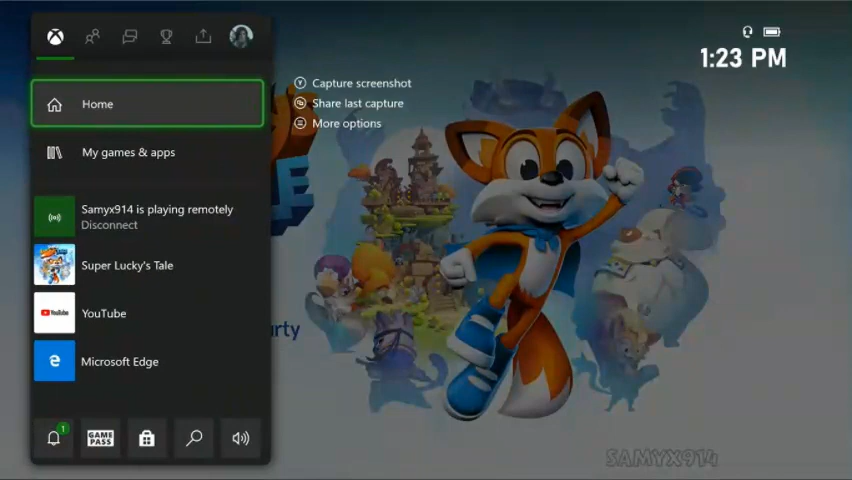 1:23 PM
Home
Capture screenshot
Share last capture
More options
My games & apps
Samyx914 is playing remotely
Disconnect
Super Lucky's Tale
YouTube
YouTube
e
Microsoft Edge
1
GAME
PASS
SAMYX914